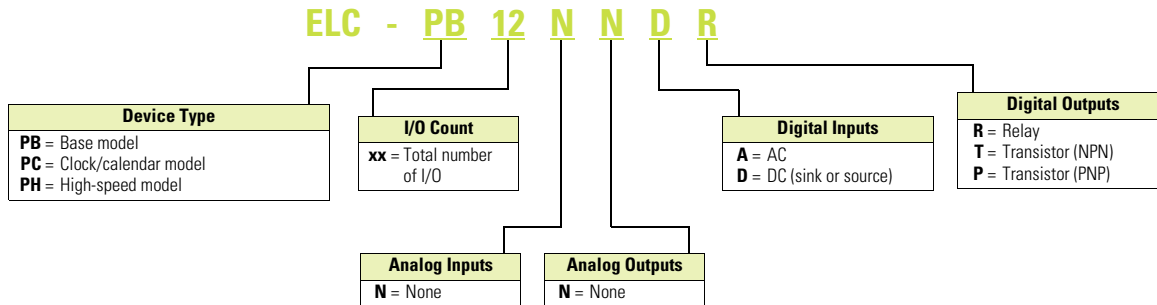 ELC - PB 12 N N D R
Device Type
PB = Base model
PC = Clock/calendar model
PH = High-speed model
I/O Count
xx = Total number
of I/O
Digital Inputs
A = AC
D = DC (sink or source)
Digital Outputs
R = Relay
T = Transistor (NPN)
P = Transistor (PNP)
Analog Inputs
N = None
Analog Outputs
N = None